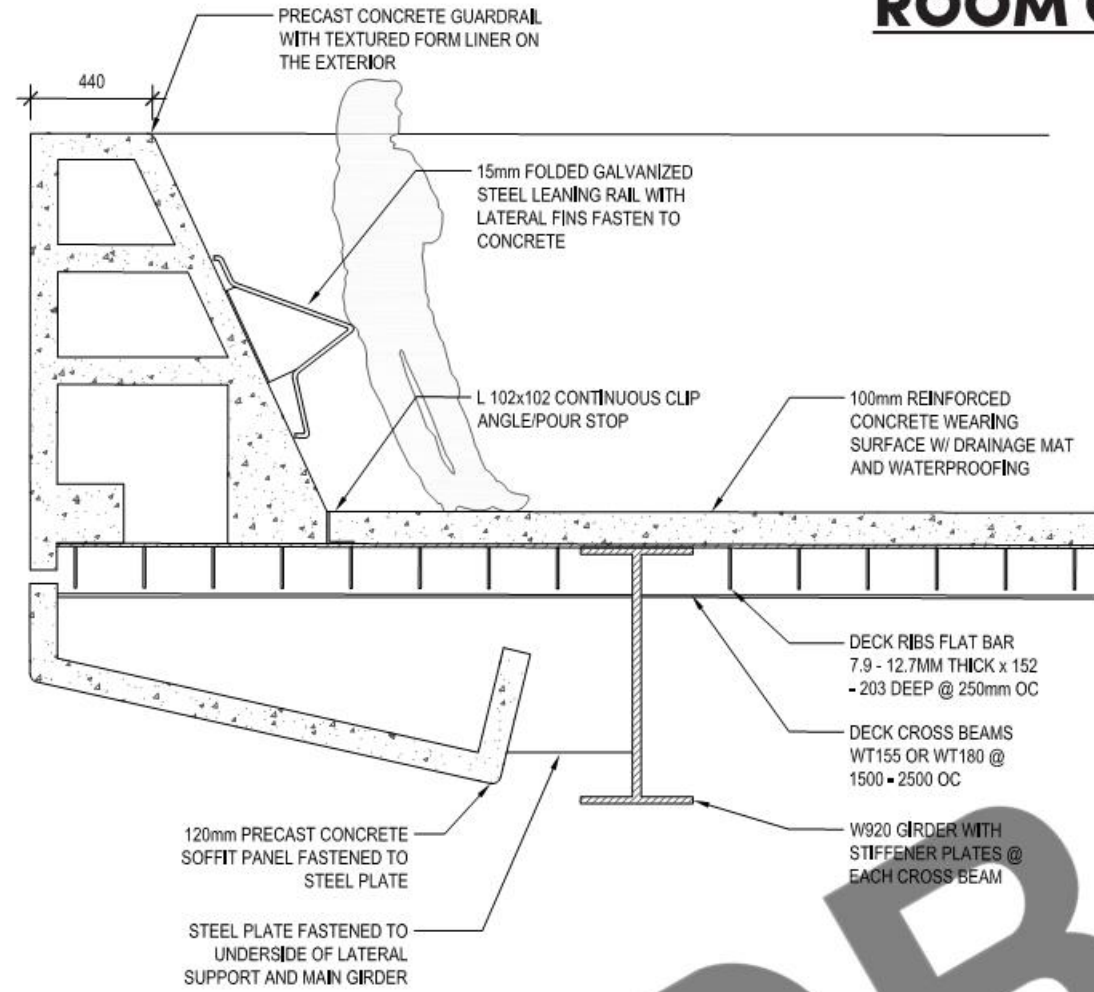 ROOM
PRECAST CONCRETE GUARDRAIL
WITH TEXTURED FORM LINER ON
THE EXTERIOR
440
15mm FOLDED GALVANIZED
STEEL LEANING RAIL WITH
LATERAL FINS FASTEN TO
CONCRETE
L 102x102 CONTINUOUS CLIP
ANGLE/POUR STOP
100mm REINFORCED
CONCRETE WEARING
SURFACE W/ DRAINAGE MAT
AND WATERPROOFING
DECK RIBS FLAT BAR
7.9 - 12.7MM THICK x 152
- 203 DEEP @ 250mm OC
DECK CROSS BEAMS
WT155 OR WT180 @
1500 - 2500 OC
W920 GIRDER WITH
STIFFENER PLATES @
EACH CROSS BEAM
120mm PRECAST CONCRETE
SOFFIT PANEL FASTENED TO
STEEL PLATE
STEEL PLATE FASTENED TO
UNDERSIDE OF LATERAL
SUPPORT AND MAIN GIRDER